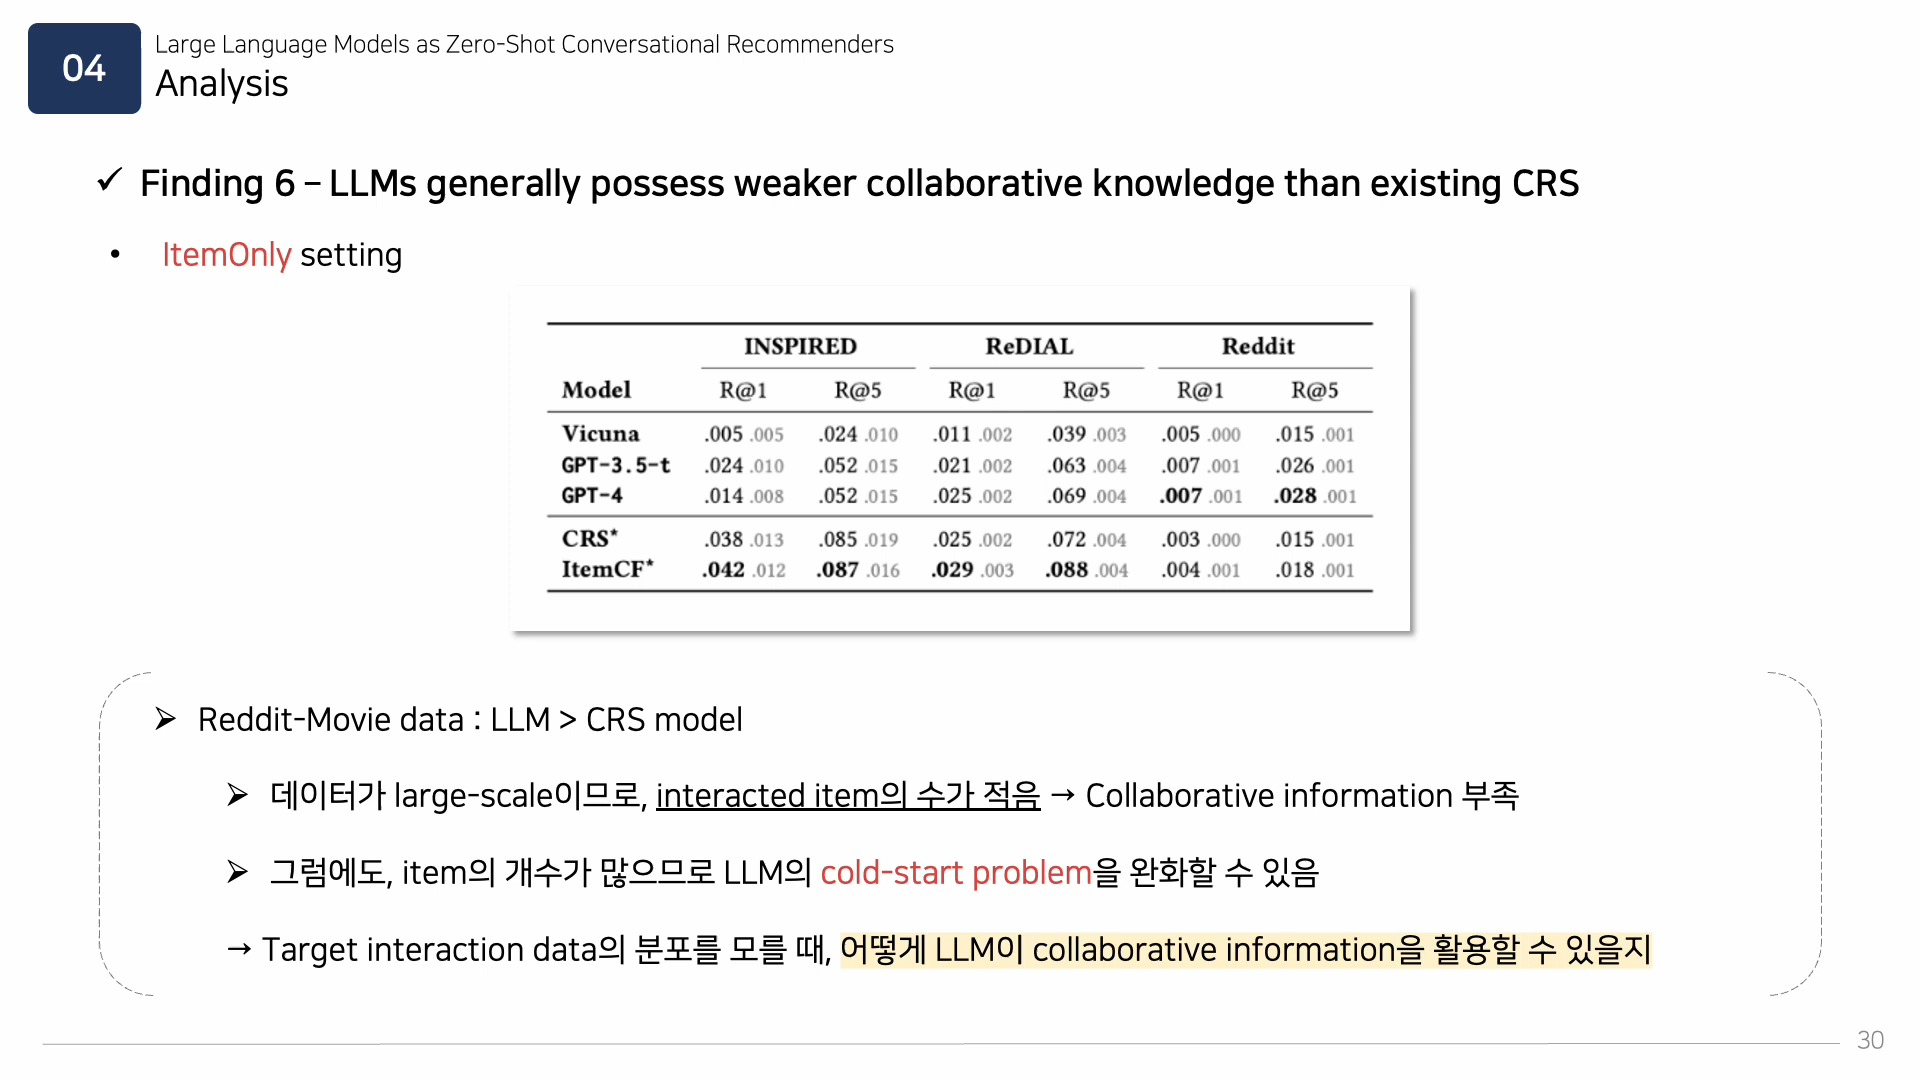 04
Large Language Models as Zero-Shot Conversational Recommenders
Analysis
✓ Finding 6 – LLMs generally possess weaker collaborative knowledge than existing CRS
• ItemOnly setting
INSPIRED ReDIAL Reddit
Model R@1 R@5 R@1 R@5 R@1 R@5
Vicuna .005 .005 .024 .010 .011 .002 .039 .003 .005 .000 .015 .001
GPT-3.5-t .024 .010 .052 .015 .021 .002 .063 .004 .007 .001 .026 .001
GPT-4 .014 .008 .052 .015 .025 .002 .069 .004 .007 .001 .028 .001
CRS* .038 .013 .085 .019 .025 .002 .072 .004 .003 .000 .015 .001
ItemCF* .042 .012 .087 .016 .029 .003 .088 .004 .004 .001 .018 .001
➢ Reddit-Movie data : LLM > CRS model
➢ 데이터가 large-scale이므로, interacted item의 수가 적음 → Collaborative information 부족
➢ 그럼에도, item의 개수가 많으므로 LLM의 cold-start problem을 완화할 수 있음
→ Target interaction data의 분포를 모를 때, 어떻게 LLM이 collaborative information을 활용할 수 있을지
30